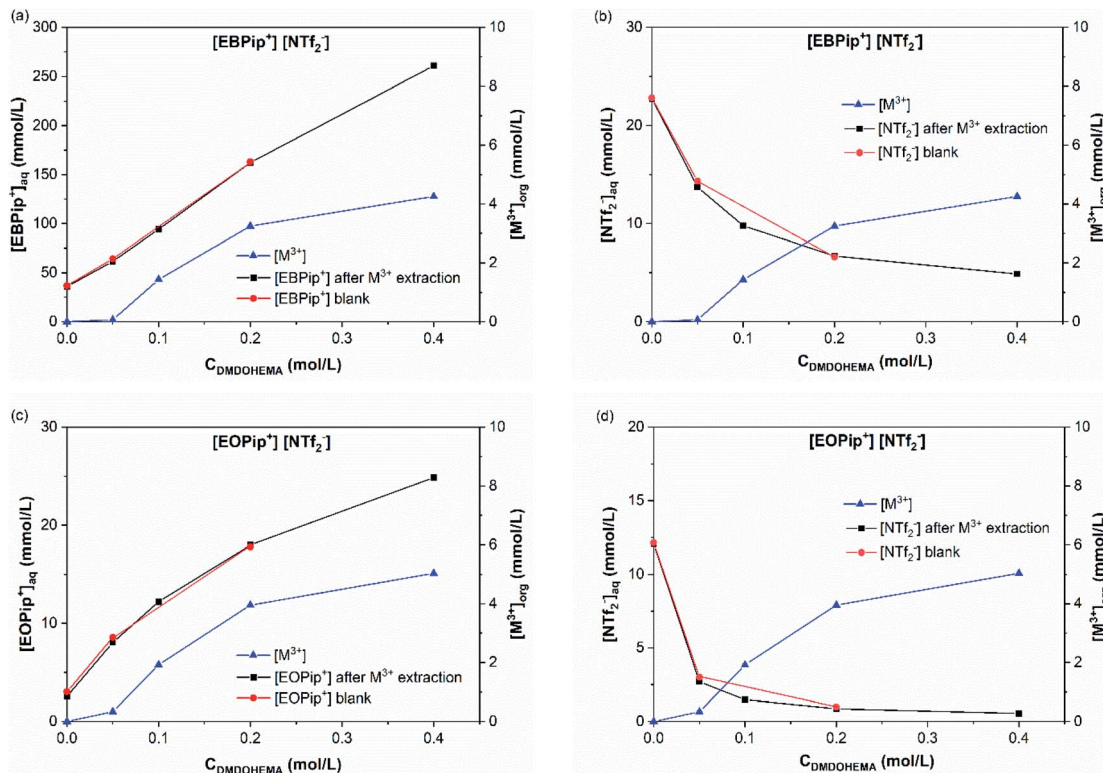 (a)
[EBPip⁺] [NTf₂⁻]
[EBPip⁺]aq (mmol/L)
300
250
200
150
100
50
0
[M³⁺]
[EBPip⁺] after M³⁺ extraction
[EBPip⁺] blank
10
8
6
4
2
0
[M³⁺]org (mmol/L)
0.0 0.1 0.2 0.3 0.4
C_DMDOHEMA (mol/L)
(b)
[EBPip⁺] [NTf₂⁻]
[NTf₂⁻]aq (mmol/L)
30
20
10
0
[M³⁺]
[NTf₂⁻] after M³⁺ extraction
[NTf₂⁻] blank
10
8
6
4
2
0
[M³⁺]org (mmol/L)
0.0 0.1 0.2 0.3 0.4
C_DMDOHEMA (mol/L)
(c)
[EOPip⁺] [NTf₂⁻]
[EOPip⁺]aq (mmol/L)
30
20
10
0
[M³⁺]
[EOPip⁺] after M³⁺ extraction
[EOPip⁺] blank
10
8
6
4
2
0
[M³⁺]org (mmol/L)
0.0 0.1 0.2 0.3 0.4
C_DMDOHEMA (mol/L)
(d)
[EOPip⁺] [NTf₂⁻]
[NTf₂⁻]aq (mmol/L)
20
15
10
5
0
[M³⁺]
[NTf₂⁻] after M³⁺ extraction
[NTf₂⁻] blank
10
8
6
4
2
0
[M³⁺]org (mmol/L)
0.0 0.1 0.2 0.3 0.4
C_DMDOHEMA (mol/L)